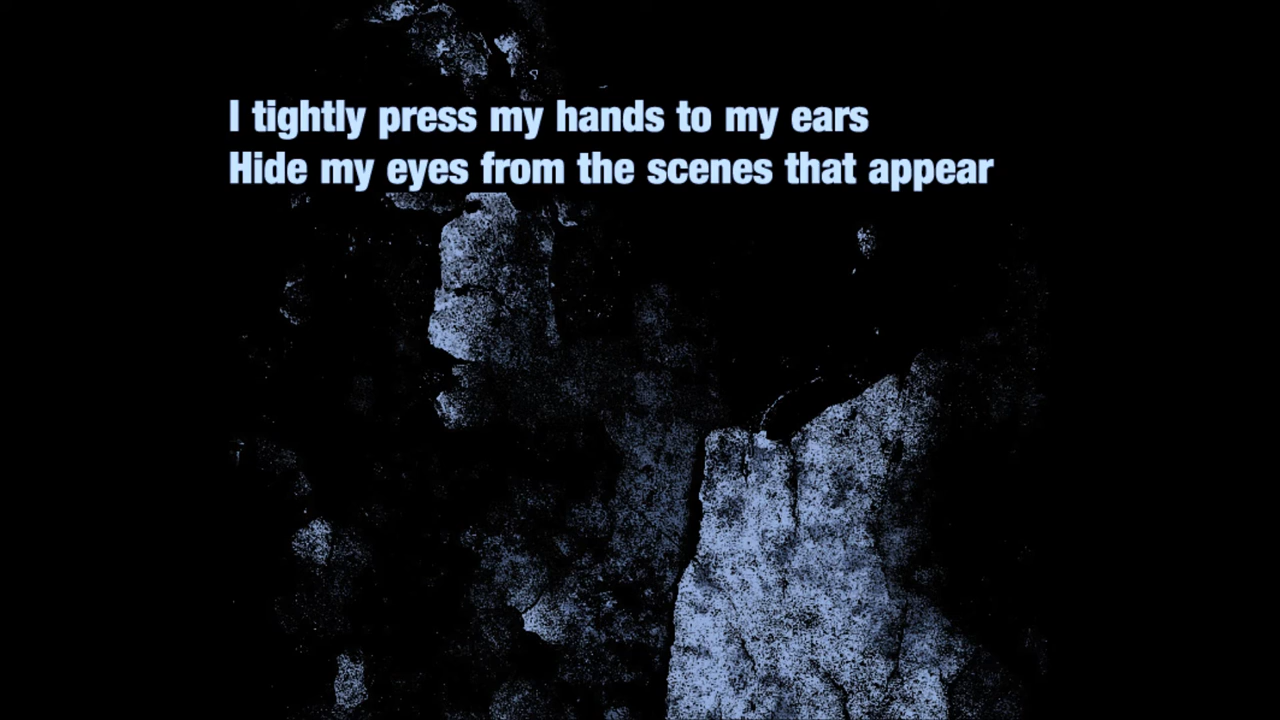 I tightly press my hands to my ears
Hide my eyes from the scenes that appear